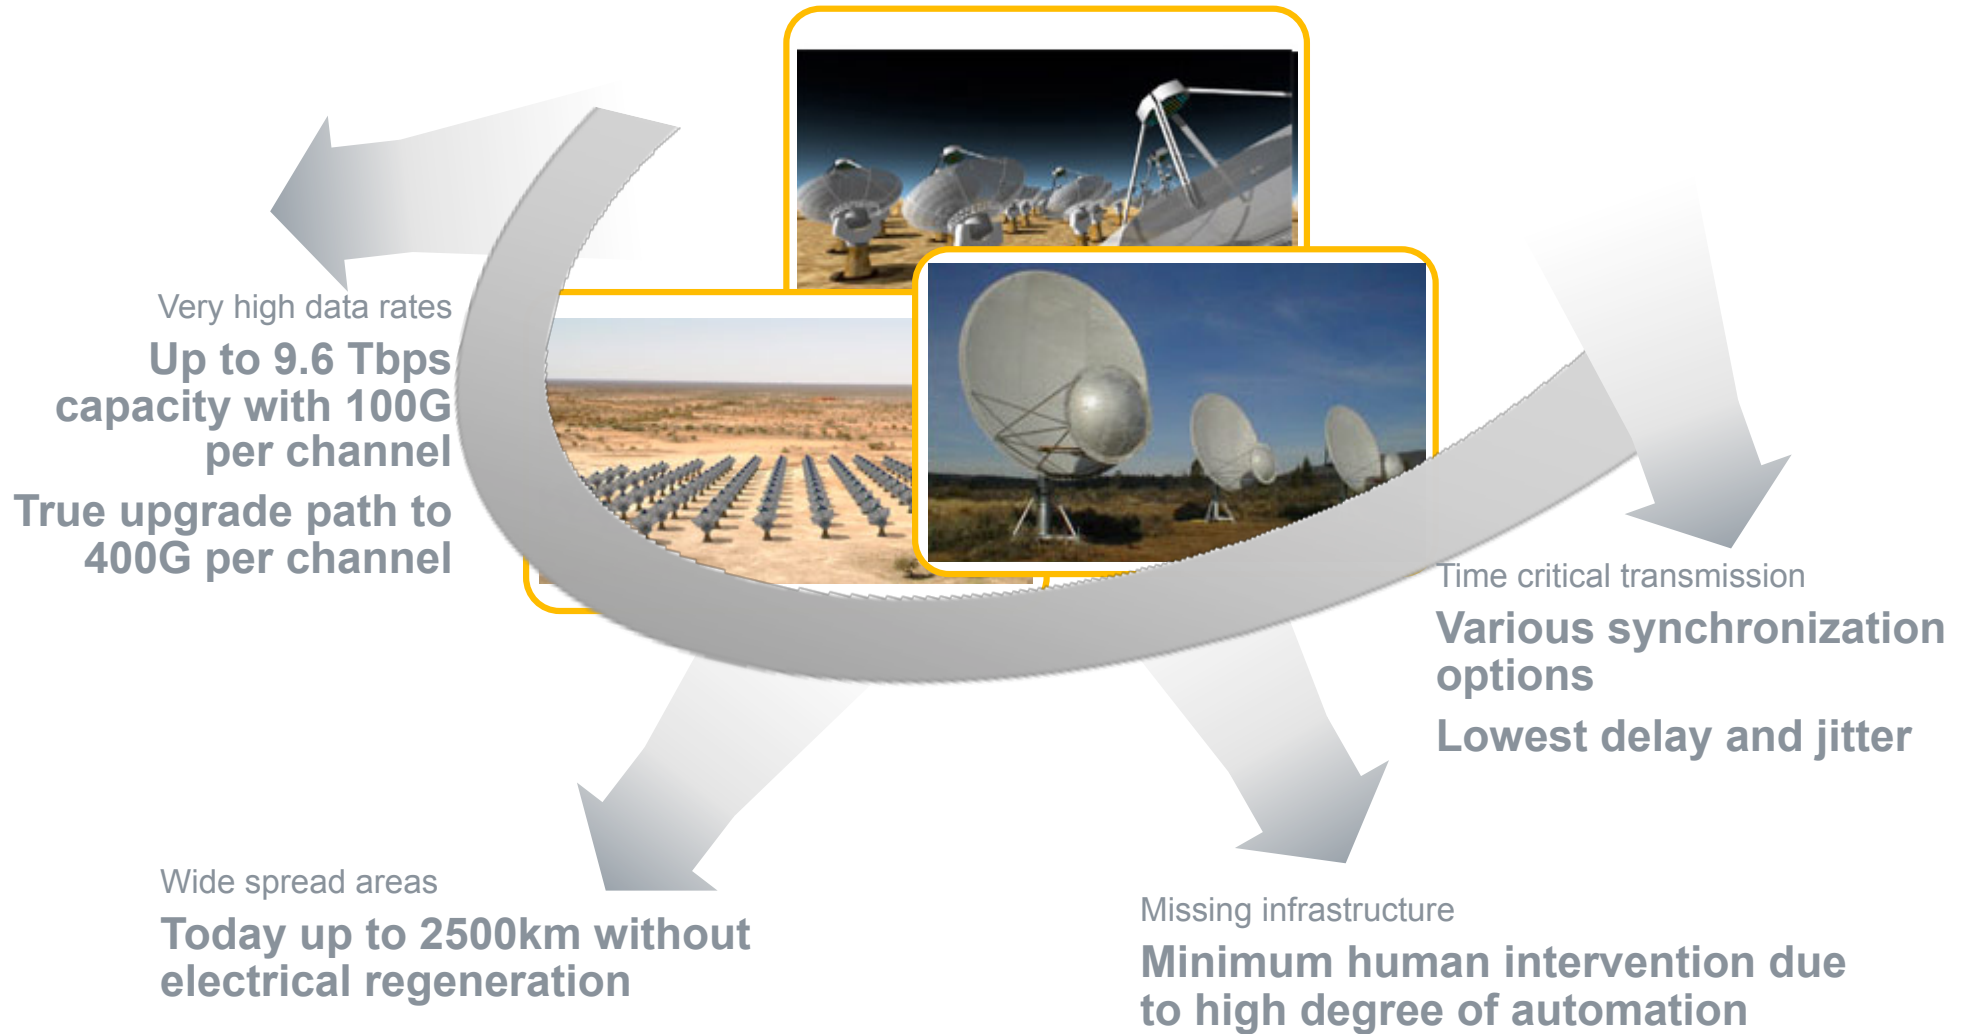 Very high data rates
Up to 9.6 Tbps
capacity with 100G
per channel
True upgrade path to
400G per channel
Time critical transmission
Various synchronization
options
Lowest delay and jitter
Wide spread areas
Today up to 2500km without
electrical regeneration
Missing infrastructure
Minimum human intervention due
to high degree of automation